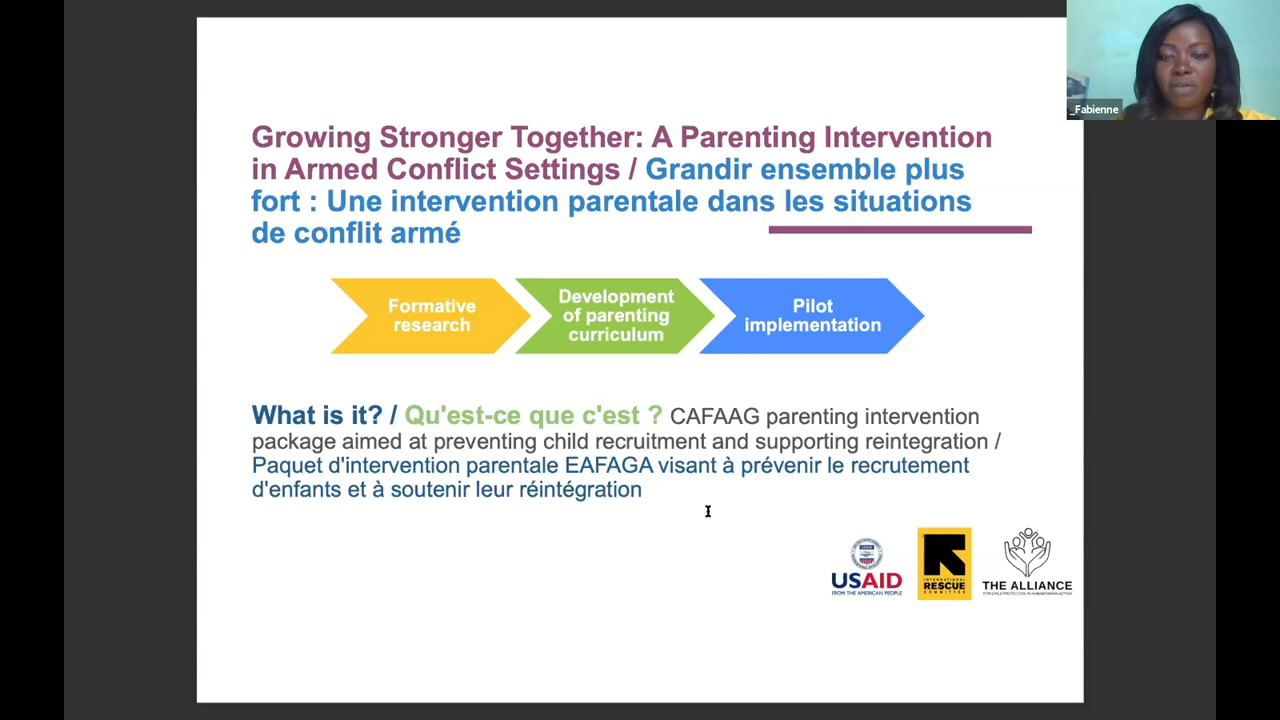 _Fabienne
Growing Stronger Together: A Parenting Intervention
in Armed Conflict Settings / Grandir ensemble plus
fort : Une intervention parentale dans les situations
de conflit armé
Formative
research
Development
of parenting
curriculum
Pilot
implementation
What is it? / Qu'est-ce que c'est ? CAFAAG parenting intervention
package aimed at preventing child recruitment and supporting reintegration /
Paquet d'intervention parentale EAFAGA visant à prévenir le recrutement
d'enfants et à soutenir leur réintégration
USAID
FROM THE AMERICAN PEOPLE
INTERNATIONAL
RESCUE
COMMITTEE
THE ALLIANCE
FOR CHILD PROTECTION IN HUMANITARIAN ACTION